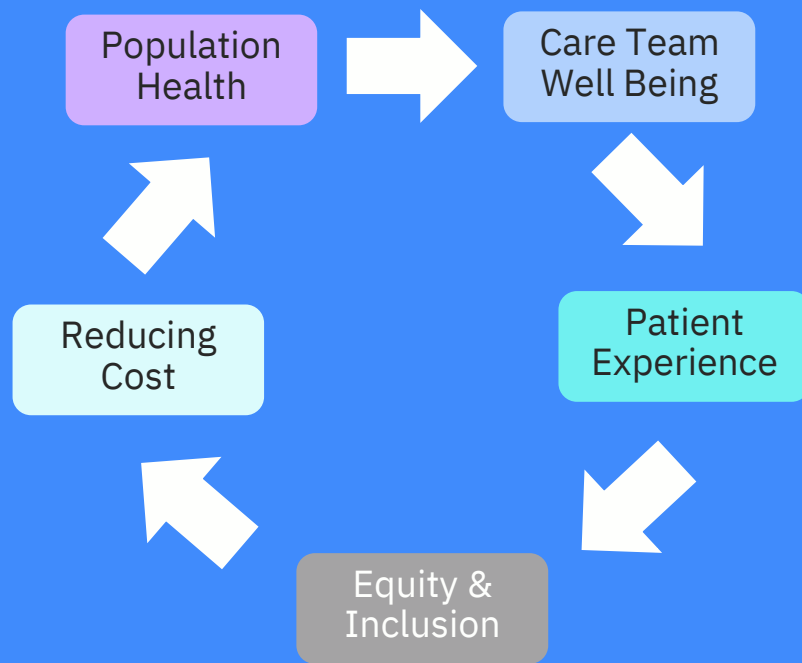 Population
Health
Care Team
Well Being
Patient
Experience
Equity &
Inclusion
Reducing
Cost